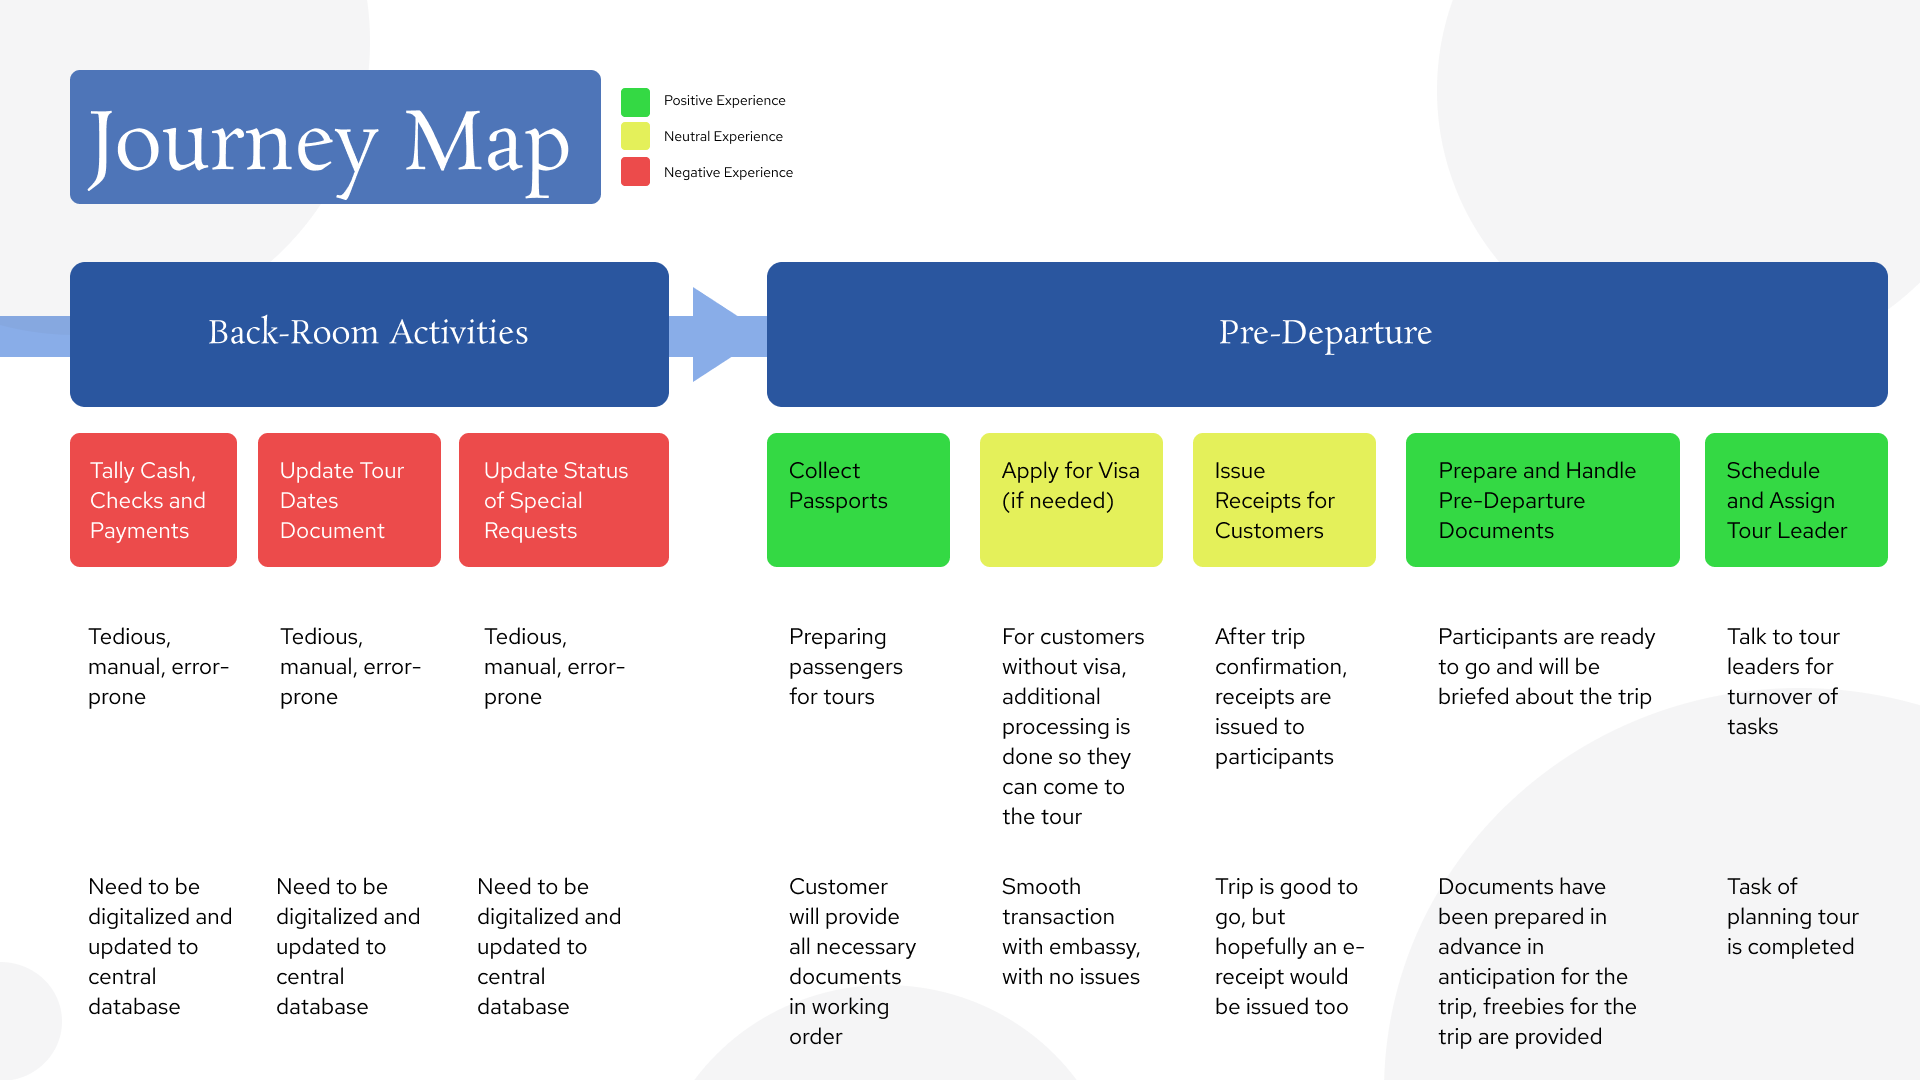 Journey Map
Positive Experience
Neutral Experience
Negative Experience
Back-Room Activities
Pre-Departure
Tally Cash,
Checks and
Payments
Update Tour
Dates
Document
Update Status
of Special
Requests
Collect
Passports
Apply for Visa
(if needed)
Issue
Receipts for
Customers
Prepare and Handle
Pre-Departure
Documents
Schedule
and Assign
Tour Leader
Tedious,
manual, error-
prone
Tedious,
manual, error-
prone
Tedious,
manual, error-
prone
Preparing
passengers
for tours
For customers
without visa,
additional
processing is
done so they
can come to
the tour
After trip
confirmation,
receipts are
issued to
participants
Participants are ready
to go and will be
briefed about the trip
Talk to tour
leaders for
turnover of
tasks
Need to be
digitalized and
updated to
central
database
Need to be
digitalized and
updated to
central
database
Need to be
digitalized and
updated to
central
database
Customer
will provide
all necessary
documents
in working
order
Smooth
transaction
with embassy,
with no issues
Trip is good to
go, but
hopefully an e-
receipt would
be issued too
Documents have
been prepared in
advance in
anticipation for the
trip, freebies for the
trip are provided
Task of
planning tour
is completed